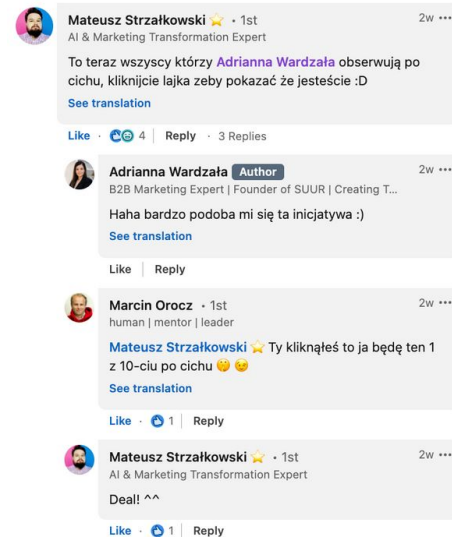 Mateusz Strzałkowski ⭐ • 1st
2w •••
AI & Marketing Transformation Expert
To teraz wszyscy którzy Adrianna Wardzała obserwują po
cichu, kliknijcie lajka zeby pokazać że jesteście :D
See translation
Like · 4 | Reply · 3 Replies
Adrianna Wardzała Author
2w •••
B2B Marketing Expert | Founder of SUUR | Creating T...
Haha bardzo podoba mi się ta inicjatywa :)
See translation
Like | Reply
Marcin Orocz • 1st
2w •••
human | mentor | leader
Mateusz Strzałkowski ⭐ Ty kliknąłeś to ja będę ten 1
z 10-ciu po cichu 🤫 😉
See translation
Like · 1 | Reply
Mateusz Strzałkowski ⭐ • 1st
2w •••
AI & Marketing Transformation Expert
Deal! ^^
Like · 1 | Reply